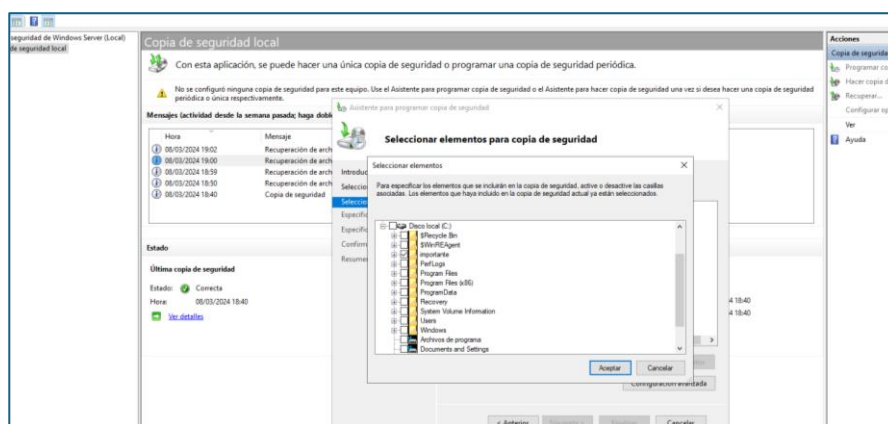 seguridad de Windows Server (Local)
de seguridad local
Copia de seguridad local
Con esta aplicación, se puede hacer una única copia de seguridad o programar una copia de seguridad periódica.
No se configuró ninguna copia de seguridad para este equipo. Use el Asistente para programar copia de seguridad o el Asistente para hacer copia de seguridad una vez si desea hacer una copia de seguridad
periódica o única respectivamente.
Mensajes (actividad desde la semana pasada; haga dobl
Hora Mensaje
08/03/2024 19:02 Recuperación de arch
08/03/2024 19:00 Recuperación de arch
08/03/2024 18:59 Recuperación de arch
08/03/2024 18:50 Recuperación de arch
08/03/2024 18:40 Copia de seguridad
Estado
Última copia de seguridad
Estado: Correcta
Hora: 08/03/2024 18:40
Ver detalles
4 18:40
4 18:40
Asistente para programar copia de seguridad
Seleccionar elementos para copia de seguridad
Introduc
Seleccio
Seleccio
Especific
Especific
Confirm
Resume
Seleccionar elementos
Para especificar los elementos que se incluirán en la copia de seguridad, active o desactive las casillas
asociadas. Los elementos que haya incluido en la copia de seguridad actual ya están seleccionados.
Disco local (C:)
$Recycle.Bin
$WinREAgent
importante
PerfLogs
Program Files
Program Files (x86)
ProgramData
Recovery
System Volume Information
Users
Windows
Archivos de programa
Documents and Settings
Aceptar Cancelar
Configuración avanzada
< Anterior Siguiente > Finalizar Cancelar
Acciones
Copia de segurida
Programar co
Hacer copia d
Recuperar...
Configurar op
Ver
Ayuda